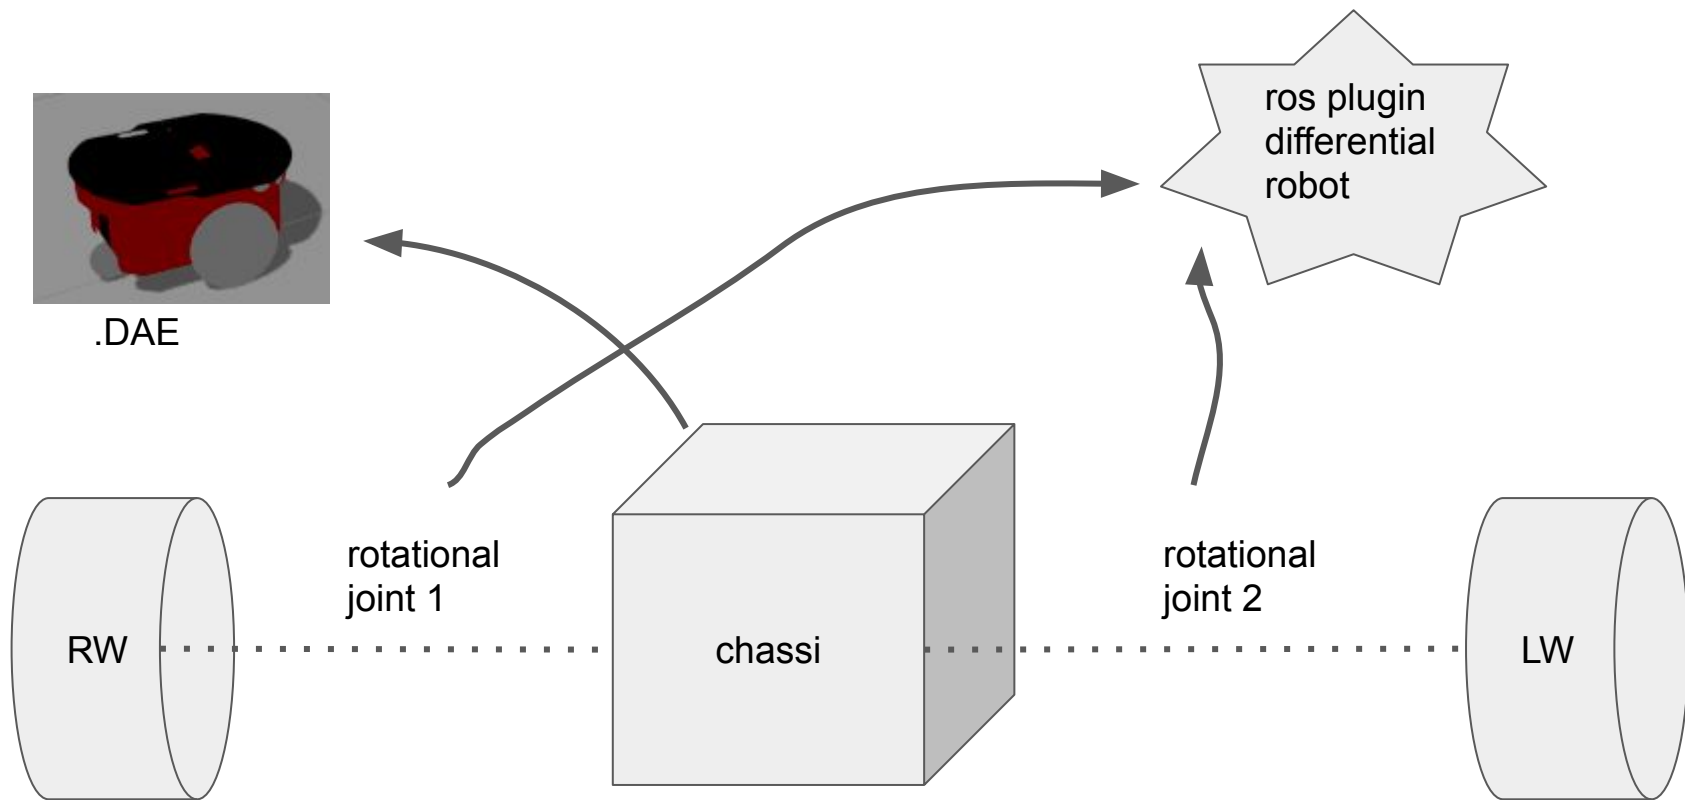 ros plugin
differential
robot
.DAE
rotational
joint 1
rotational
joint 2
RW
chassi
LW